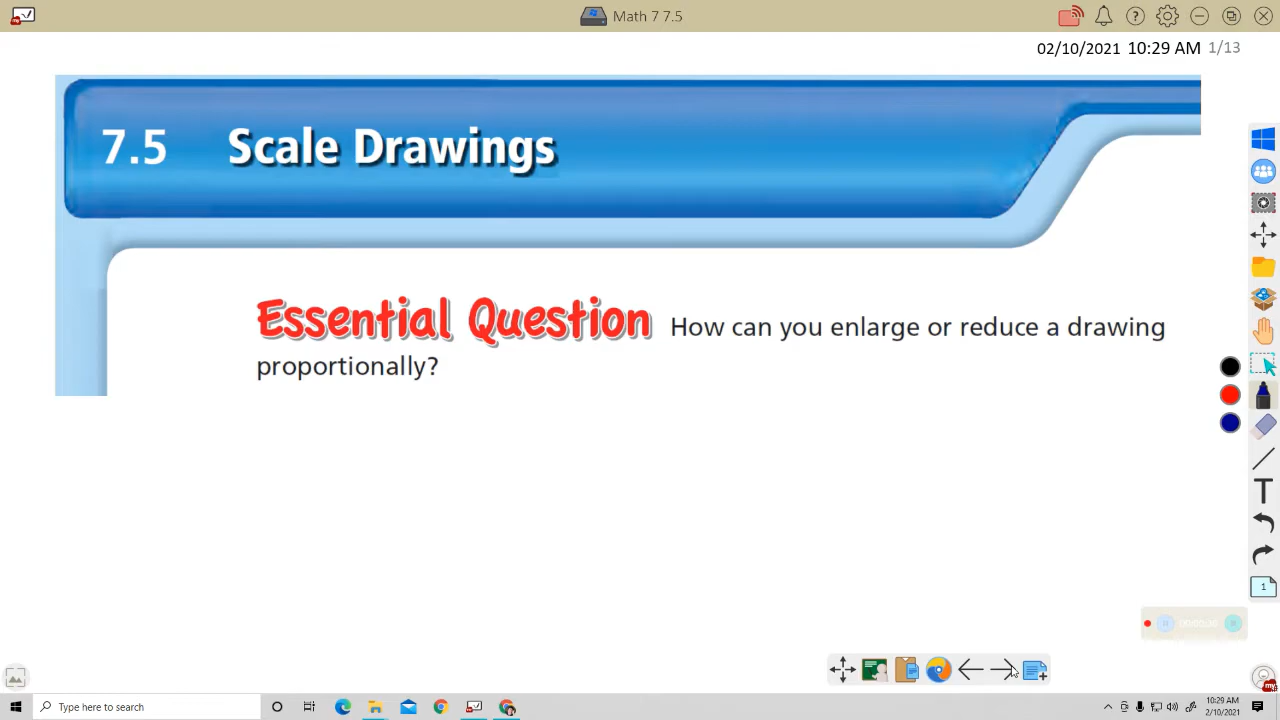 Math 7 7.5
02/10/2021 10:29 AM 1/13
7.5 Scale Drawings
Essential Question How can you enlarge or reduce a drawing
proportionally?
T
1
Type here to search
10:29 AM
2/10/2021